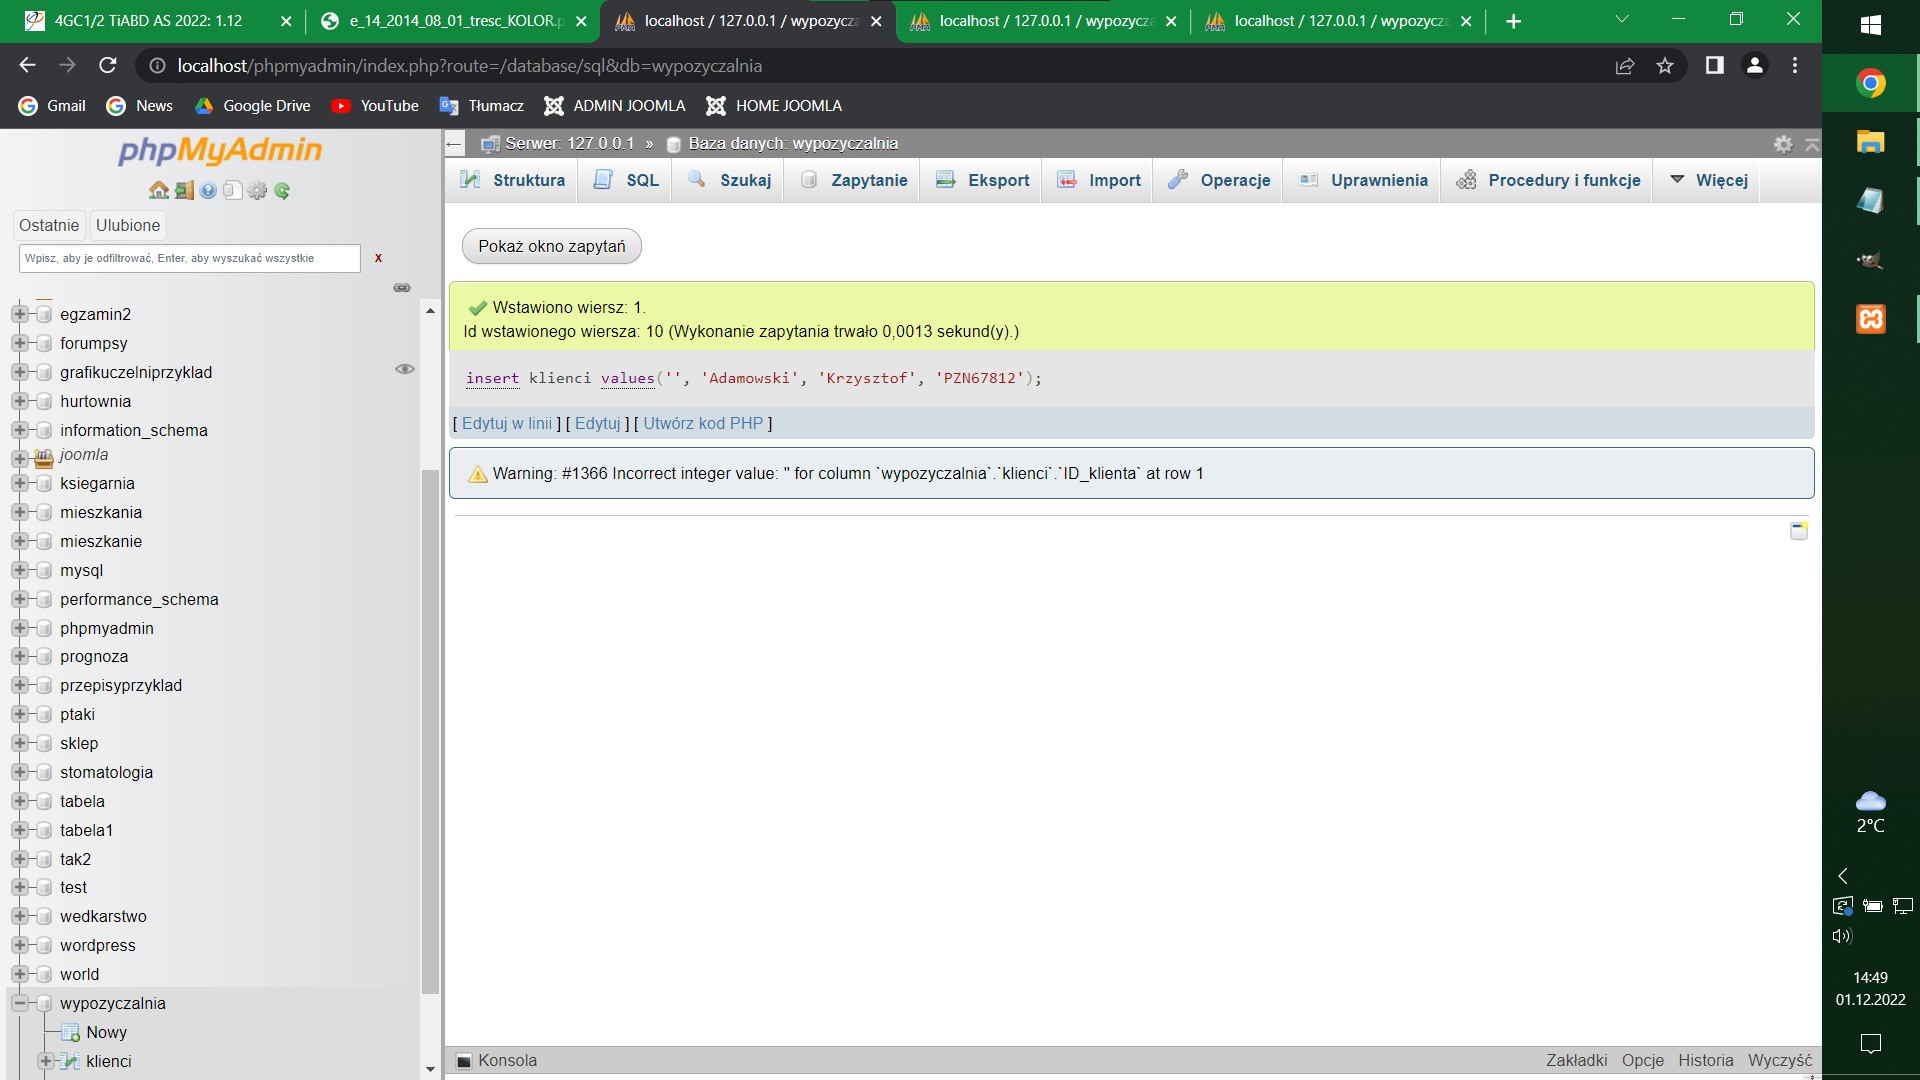 4GC1/2 TiABD AS 2022: 1.12
e_14_2014_08_01_tresc_KOLOR.p
localhost / 127.0.0.1 / wypozycza
localhost / 127.0.0.1 / wypozycza
localhost / 127.0.0.1 / wypozycza
localhost/phpmyadmin/index.php?route=/database/sql&db=wypozyczalnia
Gmail
News
Google Drive
YouTube
Tłumacz
ADMIN JOOMLA
HOME JOOMLA
phpMyAdmin
Ostatnie
Ulubione
Wpisz, aby je odfiltrować, Enter, aby wyszukać wszystkie
X
egzamin2
forumpsy
grafikuczelniprzyklad
hurtownia
information_schema
joomla
ksiegarnia
mieszkania
mieszkanie
mysql
performance_schema
phpmyadmin
prognoza
przepisyprzyklad
ptaki
sklep
stomatologia
tabela
tabela1
tak2
test
wedkarstwo
wordpress
world
wypozyczalnia
Nowy
klienci
Serwer: 127.0.0.1 » Baza danych: wypozyczalnia
Struktura
SQL
Szukaj
Zapytanie
Eksport
Import
Operacje
Uprawnienia
Procedury i funkcje
Więcej
Pokaż okno zapytań
Wstawiono wiersz: 1.
Id wstawionego wiersza: 10 (Wykonanie zapytania trwało 0,0013 sekund(y).)
insert klienci values('', 'Adamowski', 'Krzysztof', 'PZN67812');
[ Edytuj w linii ] [ Edytuj ] [ Utwórz kod PHP ]
Warning: #1366 Incorrect integer value: '' for column `wypozyczalnia`.`klienci`.`ID_klienta` at row 1
Konsola
Zakładki
Opcje
Historia
Wyczyść
2°C
14:49
01.12.2022